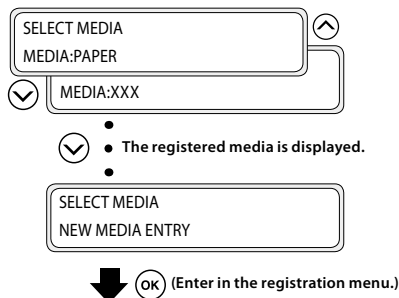 SELECT MEDIA
MEDIA:PAPER
MEDIA:XXX
The registered media is displayed.
SELECT MEDIA
NEW MEDIA ENTRY
OK (Enter in the registration menu.)